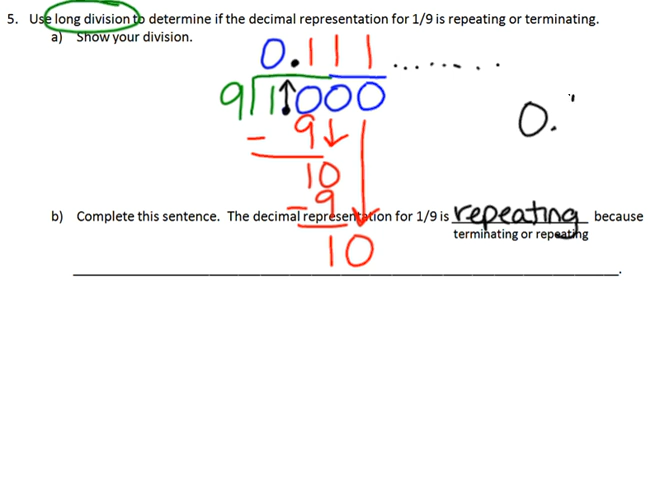 5. Use long division to determine if the decimal representation for 1/9 is repeating or terminating.
a) Show your division.
0.111........
9 1.000
- 9
10
- 9
10
0.
b) Complete this sentence. The decimal representation for 1/9 is repeating because
terminating or repeating
.